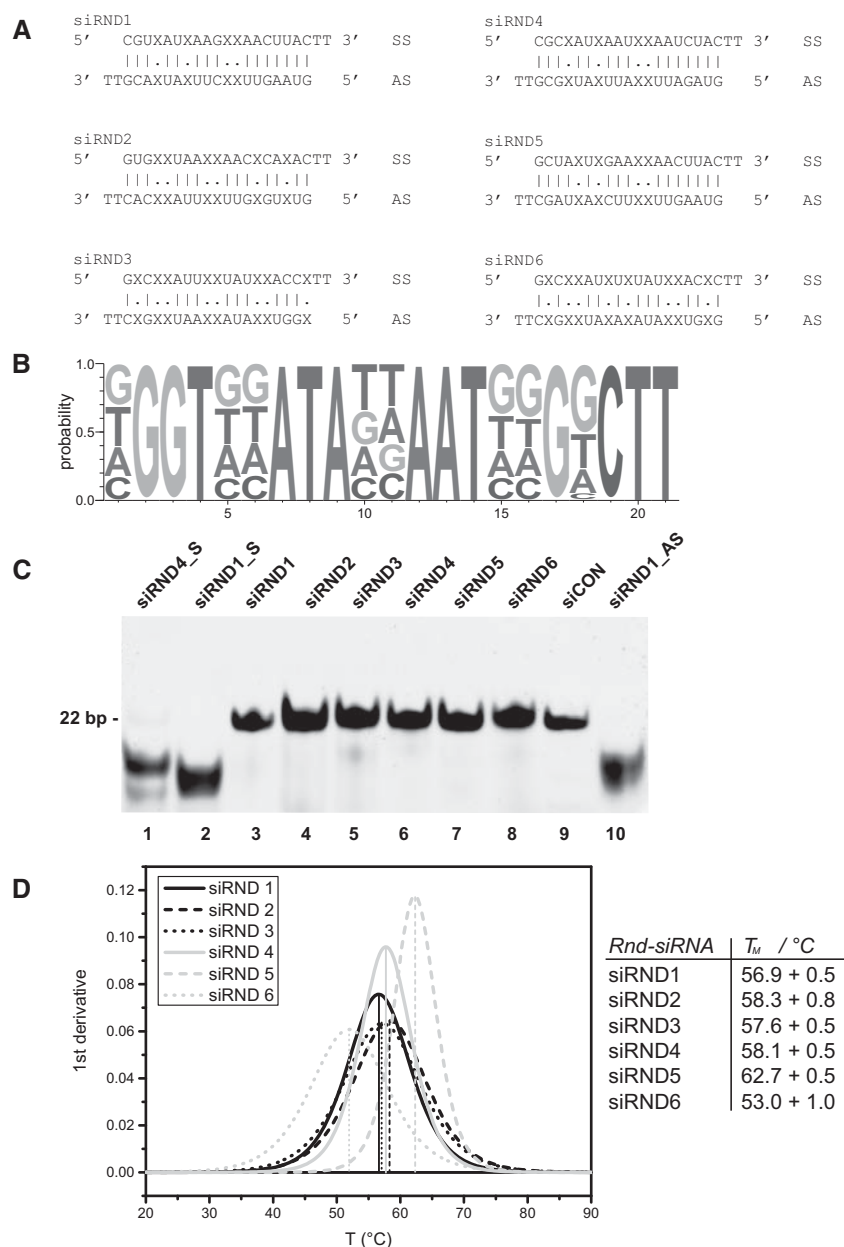 A
siRND1
5′ CGUXAUXAAGXXAACUUACTT 3′ SS
|||.||.|||..|||||||
3′ TTGCAXUAXUUCXXUUGAAUG 5′ AS
siRND4
5′ CGCXAUXAAUXXAAUCUACTT 3′ SS
|||.||.|||..|||||||
3′ TTGCGXUAXUUAXXUUAGAUG 5′ AS
siRND2
5′ GUGXXUAAXXAACXCAXACTT 3′ SS
|||..|||..|||.||.||
3′ TTCACXXAUUXXUUGXGUXUG 5′ AS
siRND5
5′ GCUAXUXGAAXXAACUUACTT 3′ SS
||||.|.|||..|||||||
3′ TTCGAUXAXCUUXXUUGAAUG 5′ AS
siRND3
5′ GXCXXAUUXXUAUXXACCXTT 3′ SS
|.|..|||..|||..|||.
3′ TTCXGXXUAAXXAUAXXUGGX 5′ AS
siRND6
5′ GXCXXAUXUXUAUXXACXCTT 3′ SS
|.|..||.|.|||..||.|
3′ TTCXGXXUAXAXAUAXXUGXG 5′ AS
B
probability
1.0
0.5
0.0
GGGTGGATATTAATGGGGCTT
TTTGATTT
AAAAGAAA
CCCCCCCC
5 10 15 20
C
siRND4_S siRND1_S siRND1 siRND2 siRND3 siRND4 siRND5 siRND6 siCON siRND1_AS
22 bp -
1 2 3 4 5 6 7 8 9 10
D
1st derivative
0.12
0.10
0.08
0.06
0.04
0.02
0.00
siRND 1
siRND 2
siRND 3
siRND 4
siRND 5
siRND 6
20 30 40 50 60 70 80 90
T (°C)
Rnd-siRNA TM / °C
siRND1 56.9 + 0.5
siRND2 58.3 + 0.8
siRND3 57.6 + 0.5
siRND4 58.1 + 0.5
siRND5 62.7 + 0.5
siRND6 53.0 + 1.0